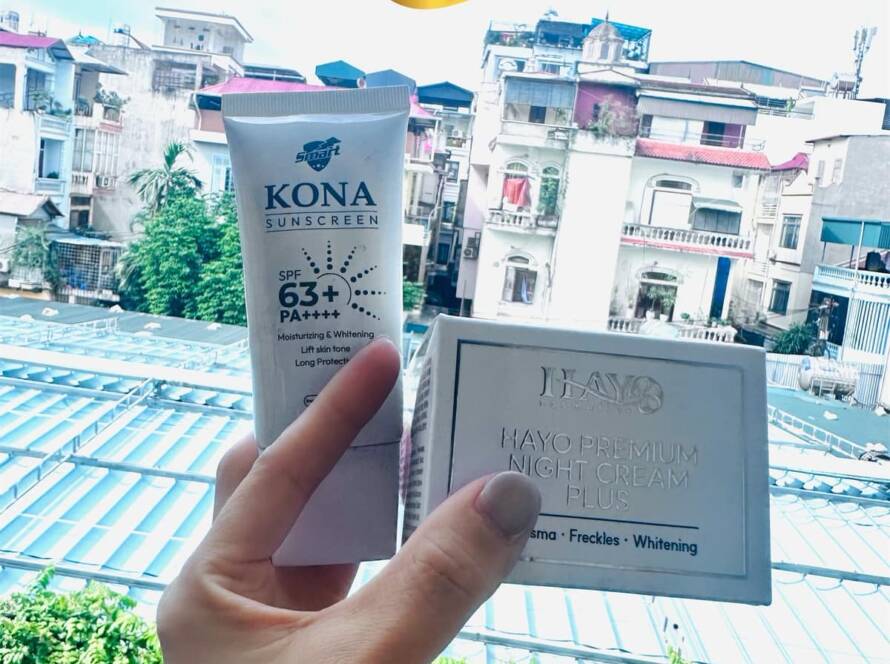 smart
KONA
SUNSCREEN
SPF
63+
PA++++
Moisturizing & Whitening
Lift skin tone
Long
HAYO
HAYO PREMIUM
NIGHT CREAM
PLUS
· Freckles · Whitening